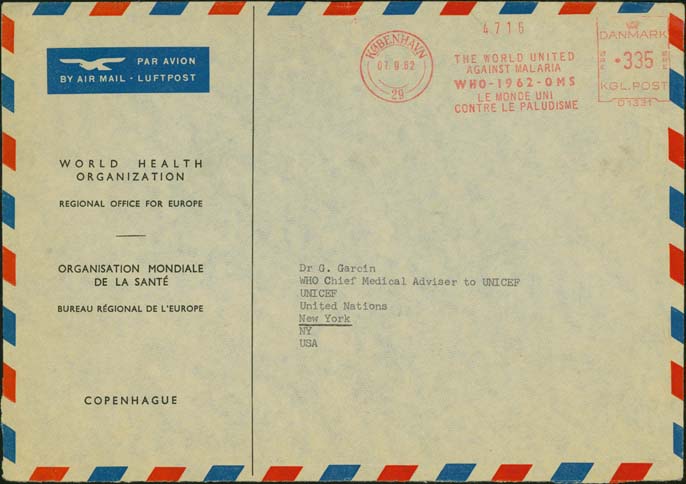 PAR AVION
BY AIR MAIL - LUFTPOST
WORLD HEALTH
ORGANIZATION
REGIONAL OFFICE FOR EUROPE
ORGANISATION MONDIALE
DE LA SANTÉ
BUREAU RÉGIONAL DE L'EUROPE
COPENHAGUE
KØBENHAVN
07.9.62
29
4716
THE WORLD UNITED
AGAINST MALARIA
WHO-1962-OMS
LE MONDE UNI
CONTRE LE PALUDISME
DANMARK
335
KGL. POST
D1331
Dr G. Garcin
WHO Chief Medical Adviser to UNICEF
UNICEF
United Nations
New York
NY
USA